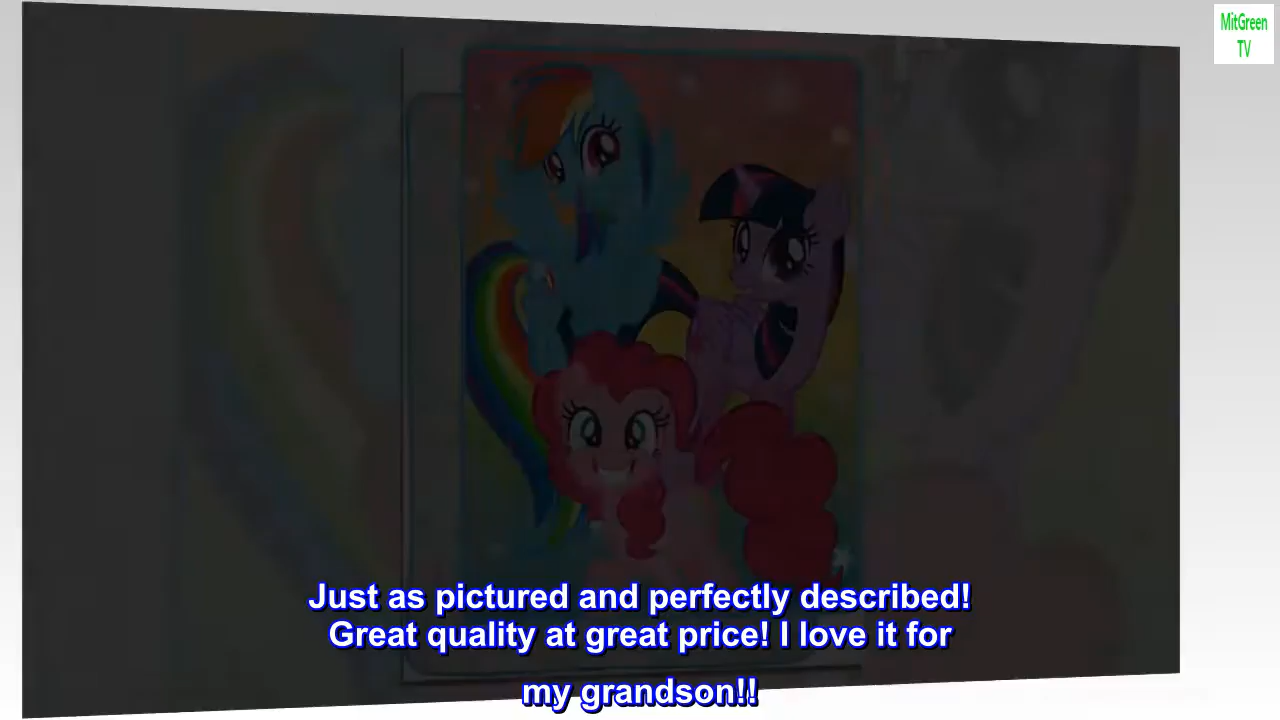 MitGreen
TV
Just as pictured and perfectly described!
Great quality at great price! I love it for
my grandson!!